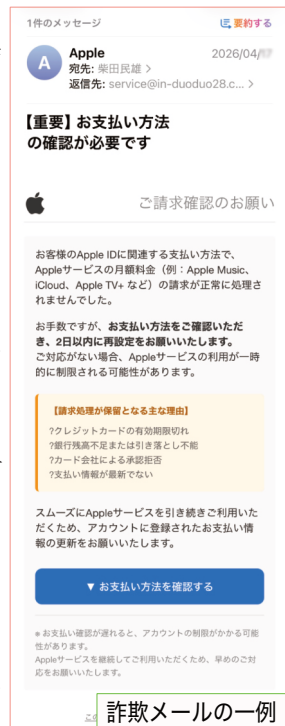 1件のメッセージ
要約する
A
Apple
2026/04/
宛先: 柴田民雄 >
返信先: service@in-duoduo28.c... >
【重要】お支払い方法
の確認が必要です
ご請求確認のお願い
お客様のApple IDに関連する支払い方法で、
Appleサービスの月額料金（例：Apple Music、
iCloud、Apple TV+ など）の請求が正常に処理さ
れませんでした。
お手数ですが、お支払い方法をご確認いただ
き、2日以内に再設定をお願いいたします。
ご対応がない場合、Appleサービスの利用が一時
的に制限される可能性があります。
【請求処理が保留となる主な理由】
?クレジットカードの有効期限切れ
?銀行残高不足または引き落とし不能
?カード会社による承認拒否
?支払い情報が最新でない
スムーズにAppleサービスを引き続きご利用いた
だくため、アカウントに登録されたお支払い情
報の更新をお願いいたします。
▼ お支払い方法を確認する
※ お支払い確認が遅れると、アカウントの制限がかかる可能
性があります。
Appleサービスを継続してご利用いただくため、早めのご対
応をお願いいたします。
詐欺メールの一例